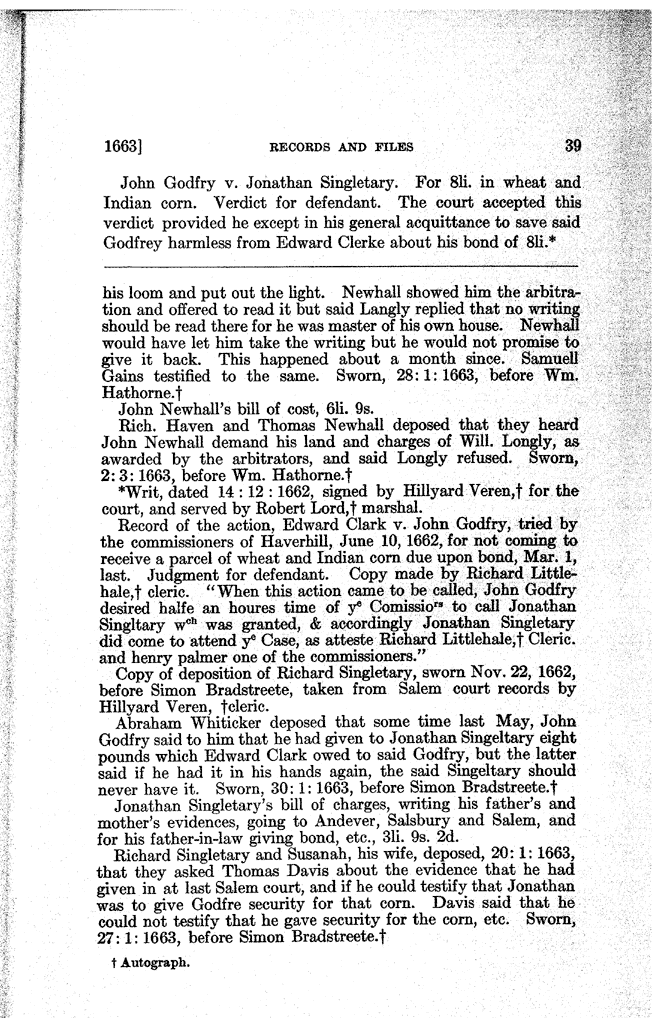 1663] RECORDS AND FILES 39
John Godfry v. Jonathan Singletary. For 8li. in wheat and
Indian corn. Verdict for defendant. The court accepted this
verdict provided he except in his general acquittance to save said
Godfrey harmless from Edward Clerke about his bond of 8li.*
his loom and put out the light. Newhall showed him the arbitra-
tion and offered to read it but said Langly replied that no writing
should be read there for he was master of his own house. Newhall
would have let him take the writing but he would not promise to
give it back. This happened about a month since. Samuell
Gains testified to the same. Sworn, 28: 1: 1663, before Wm.
Hathorne.†
John Newhall's bill of cost, 6li. 9s.
Rich. Haven and Thomas Newhall deposed that they heard
John Newhall demand his land and charges of Will. Longly, as
awarded by the arbitrators, and said Longly refused. Sworn,
2: 3: 1663, before Wm. Hathorne.†
*Writ, dated 14 : 12 : 1662, signed by Hillyard Veren,† for the
court, and served by Robert Lord,† marshal.
Record of the action, Edward Clark v. John Godfry, tried by
the commissioners of Haverhill, June 10, 1662, for not coming to
receive a parcel of wheat and Indian corn due upon bond, Mar. 1,
last. Judgment for defendant. Copy made by Richard Little-
hale,† cleric. "When this action came to be called, John Godfry
desired halfe an houres time of yᵉ Comissioʳˢ to call Jonathan
Singltary wᶜʰ was granted, & accordingly Jonathan Singletary
did come to attend yᵉ Case, as atteste Richard Littlehale,† Cleric.
and henry palmer one of the commissioners."
Copy of deposition of Richard Singletary, sworn Nov. 22, 1662,
before Simon Bradstreete, taken from Salem court records by
Hillyard Veren, †cleric.
Abraham Whiticker deposed that some time last May, John
Godfry said to him that he had given to Jonathan Singeltary eight
pounds which Edward Clark owed to said Godfry, but the latter
said if he had it in his hands again, the said Singeltary should
never have it. Sworn, 30: 1: 1663, before Simon Bradstreete.†
Jonathan Singletary's bill of charges, writing his father's and
mother's evidences, going to Andever, Salsbury and Salem, and
for his father-in-law giving bond, etc., 3li. 9s. 2d.
Richard Singletary and Susanah, his wife, deposed, 20: 1: 1663,
that they asked Thomas Davis about the evidence that he had
given in at last Salem court, and if he could testify that Jonathan
was to give Godfre security for that corn. Davis said that he
could not testify that he gave security for the corn, etc. Sworn,
27: 1: 1663, before Simon Bradstreete.†
† Autograph.